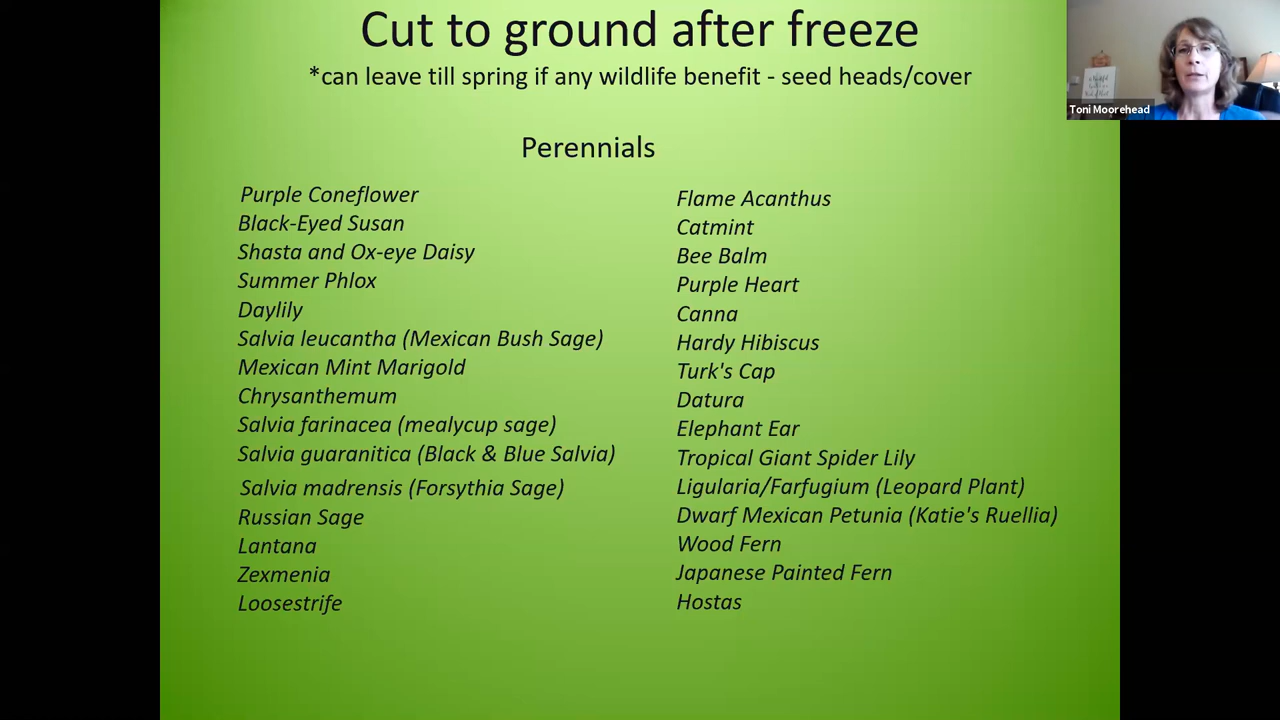 Cut to ground after freeze
*can leave till spring if any wildlife benefit - seed heads/cover
Toni Moorehead
Perennials
Purple Coneflower
Black-Eyed Susan
Shasta and Ox-eye Daisy
Summer Phlox
Daylily
Salvia leucantha (Mexican Bush Sage)
Mexican Mint Marigold
Chrysanthemum
Salvia farinacea (mealycup sage)
Salvia guaranitica (Black & Blue Salvia)
Salvia madrensis (Forsythia Sage)
Russian Sage
Lantana
Zexmenia
Loosestrife
Flame Acanthus
Catmint
Bee Balm
Purple Heart
Canna
Hardy Hibiscus
Turk's Cap
Datura
Elephant Ear
Tropical Giant Spider Lily
Ligularia/Farfugium (Leopard Plant)
Dwarf Mexican Petunia (Katie's Ruellia)
Wood Fern
Japanese Painted Fern
Hostas